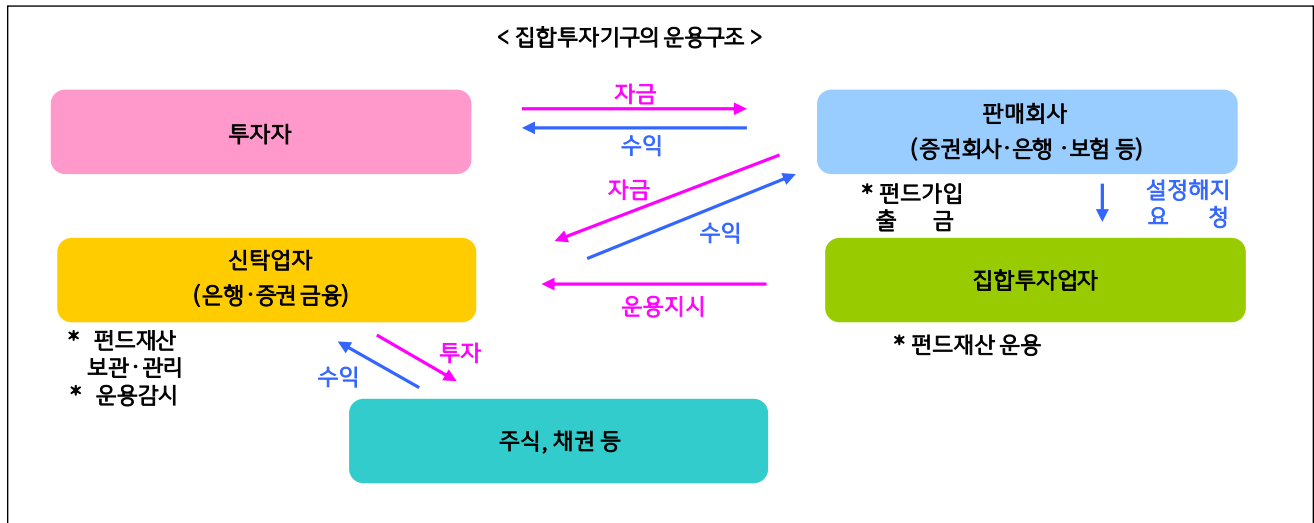 < 집합투자기구의 운용구조 >
투자자
자금
수익
판매회사
(증권회사·은행 ·보험 등)
자금
수익
* 펀드가입
출 금
설정해지
요 청
신탁업자
(은행·증권 금융)
운용지시
집합투자업자
* 펀드재산
보관·관리
* 운용감시
* 펀드재산 운용
수익
투자
주식, 채권 등